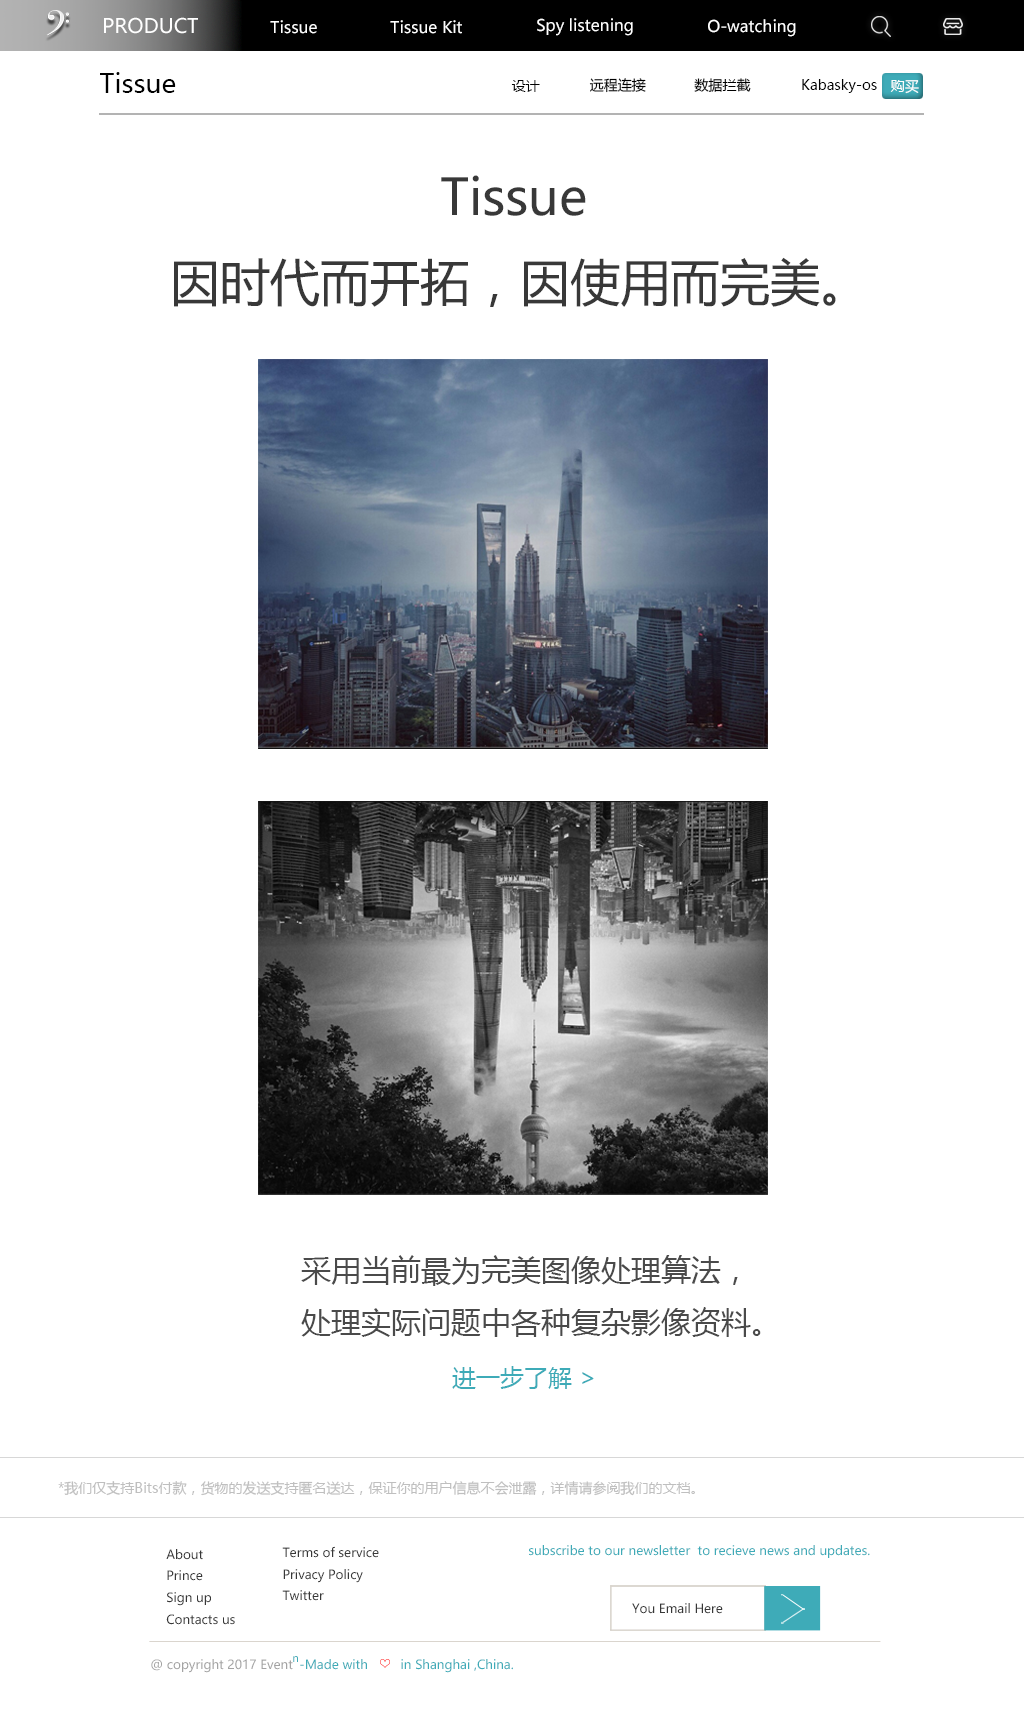 PRODUCT Tissue Tissue Kit Spy listening O-watching
Tissue 设计 远程连接 数据拦截 Kabasky-os 购买
Tissue
因时代而开拓，因使用而完美。
采用当前最为完美图像处理算法，
处理实际问题中各种复杂影像资料。
进一步了解 >
*我们仅支持Bits付款，货物的发送支持匿名送达，保证你的用户信息不会泄露，详情请参阅我们的文档。
About
Prince
Sign up
Contacts us
Terms of service
Privacy Policy
Twitter
subscribe to our newsletter to recieve news and updates.
You Email Here
@ copyright 2017 Eventⁿ-Made with ♡ in Shanghai ,China.